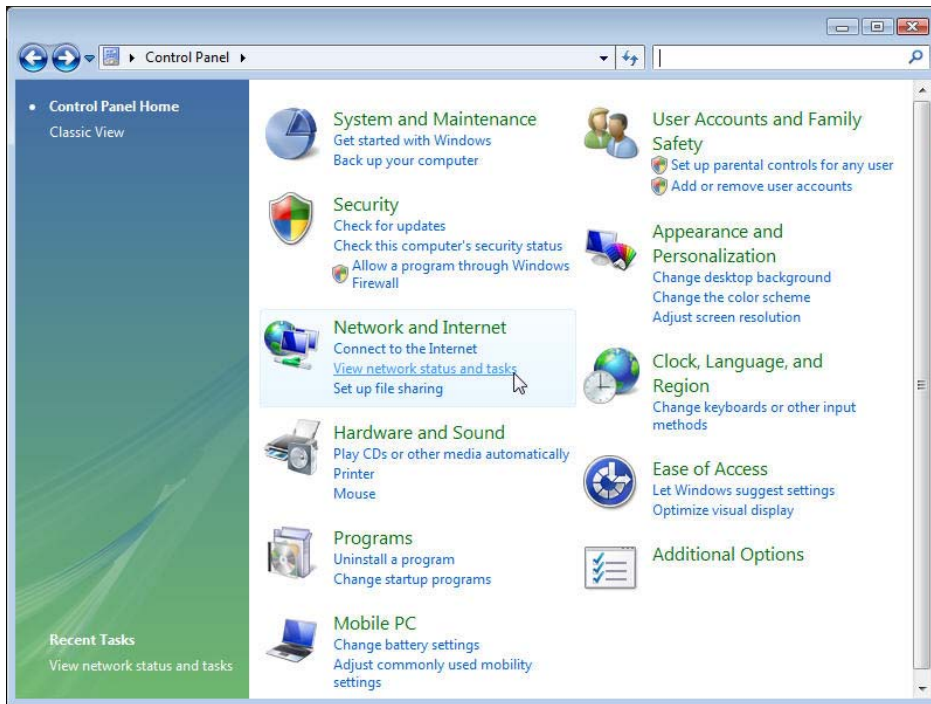 Control Panel
Control Panel Home
Classic View
System and Maintenance
Get started with Windows
Back up your computer
Security
Check for updates
Check this computer's security status
Allow a program through Windows
Firewall
Network and Internet
Connect to the Internet
View network status and tasks
Set up file sharing
Hardware and Sound
Play CDs or other media automatically
Printer
Mouse
Programs
Uninstall a program
Change startup programs
Mobile PC
Change battery settings
Adjust commonly used mobility
settings
User Accounts and Family
Safety
Set up parental controls for any user
Add or remove user accounts
Appearance and
Personalization
Change desktop background
Change the color scheme
Adjust screen resolution
Clock, Language, and
Region
Change keyboards or other input
methods
Ease of Access
Let Windows suggest settings
Optimize visual display
Additional Options
Recent Tasks
View network status and tasks